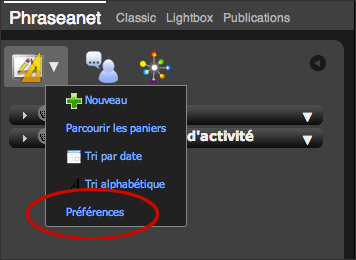 Phraseanet Classic Lightbox Publications
Nouveau
Parcourir les paniers
d'activité
Tri par date
Tri alphabétique
Préférences